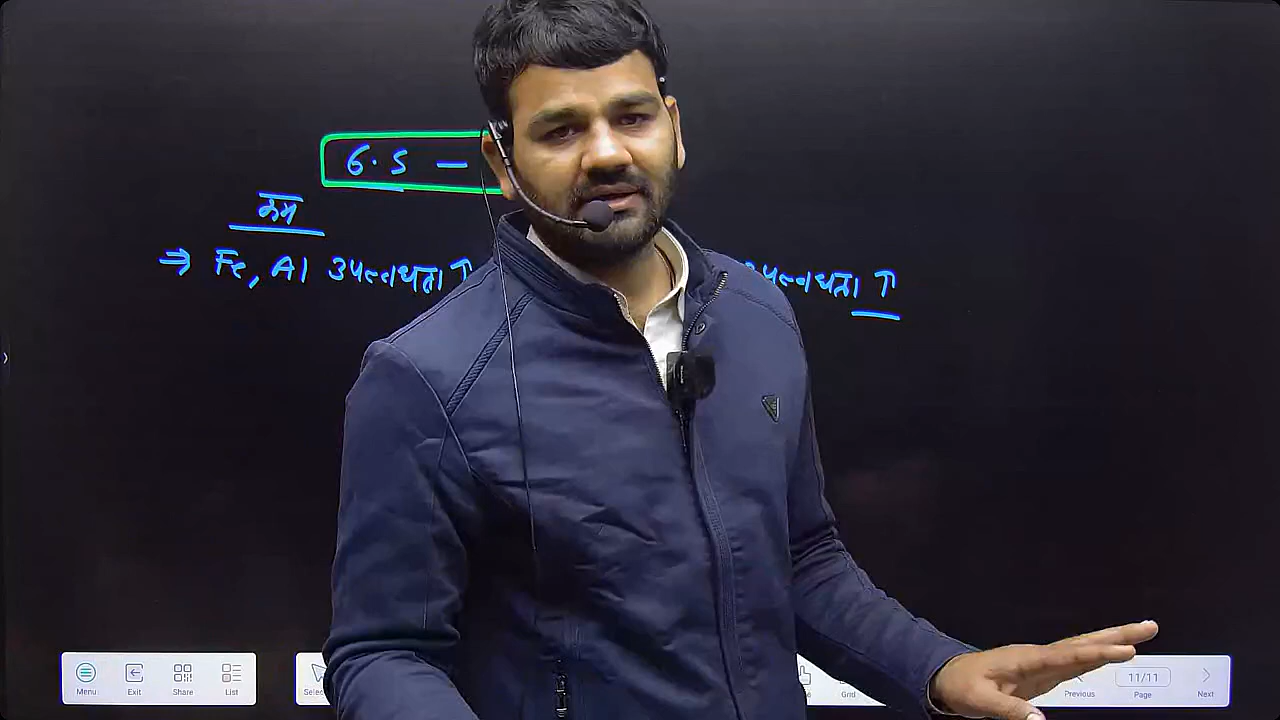 6.5 —
कम
⇒ Fe, Al उपलब्धता ↑ उपलब्धता ↑
Menu Exit Share List Grid Previous 11/11 Page Next